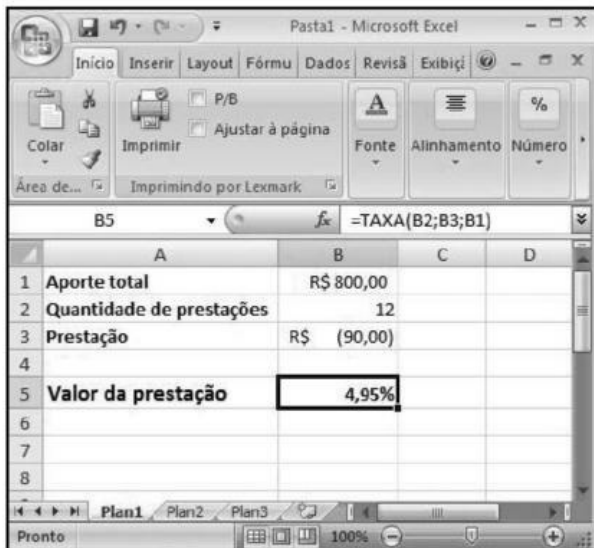 Pasta1 - Microsoft Excel
Início Inserir Layout Fórmu Dados Revisã Exibiçi
Colar
Área de...
Imprimir
P/B
Ajustar à página
Imprimindo por Lexmark
A
Fonte
Alinhamento
%
Número
B5 fx =TAXA(B2;B3;B1)
A B C D
1 Aporte total R$ 800,00
2 Quantidade de prestações 12
3 Prestação R$ (90,00)
4
5 Valor da prestação 4,95%
6
7
8
Plan1 Plan2 Plan3
Pronto 100%